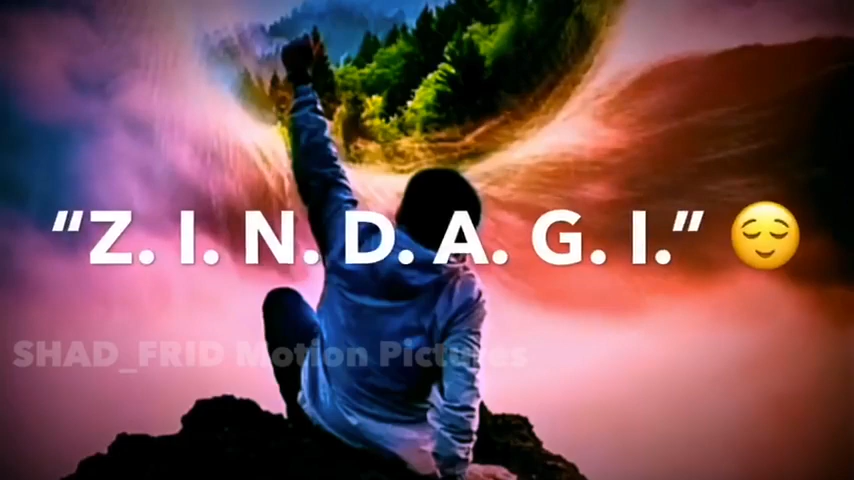 “Z. I. N. D. A. G. I.” 😌
SHAD_FRID Motion Pictures